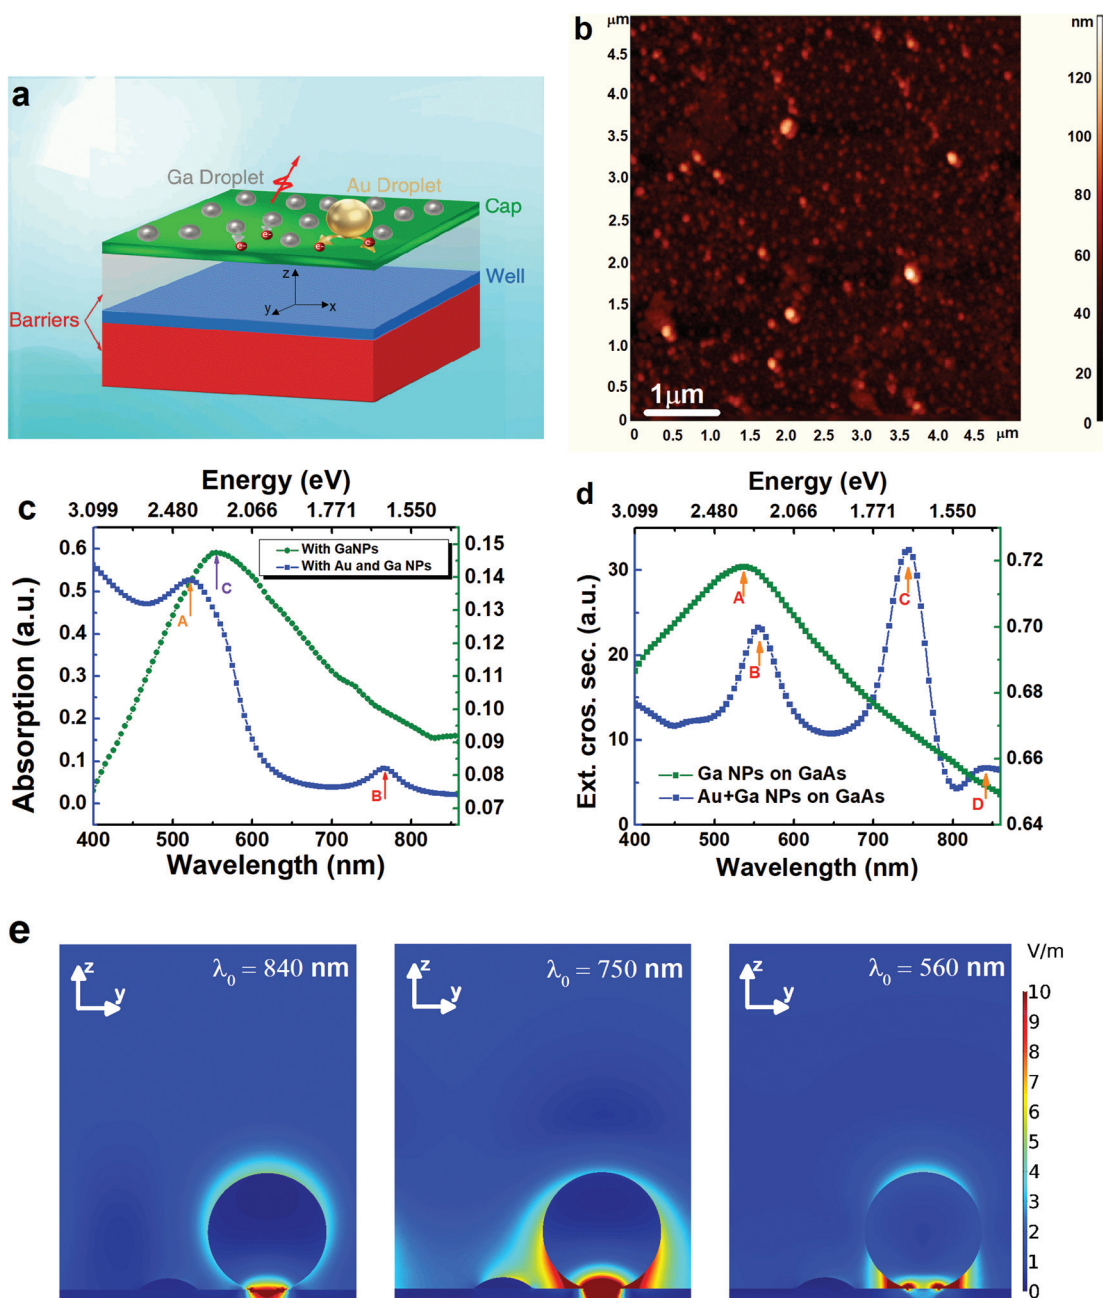 a
Ga Droplet
Au Droplet
Cap
Well
Barriers
z
y
x
e-
e-
e-
e-
b
μm
4.5
4.0
3.5
3.0
2.5
2.0
1.5
1.0
0.5
0
1μm
0 0.5 1.0 1.5 2.0 2.5 3.0 3.5 4.0 4.5 μm
nm
120
100
80
60
40
20
0
c
Energy (eV)
3.099 2.480 2.066 1.771 1.550
Absorption (a.u.)
0.6
0.5
0.4
0.3
0.2
0.1
0.0
With GaNPs
With Au and Ga NPs
A
C
B
0.15
0.14
0.13
0.12
0.11
0.10
0.09
0.08
0.07
400 500 600 700 800
Wavelength (nm)
d
Energy (eV)
3.099 2.480 2.066 1.771 1.550
Ext. cros. sec. (a.u.)
30
20
10
0
A
B
C
D
Ga NPs on GaAs
Au+Ga NPs on GaAs
0.72
0.70
0.68
0.66
0.64
400 500 600 700 800
Wavelength (nm)
e
z
y
λ0 = 840 nm
z
y
λ0 = 750 nm
z
y
λ0 = 560 nm
V/m
10
9
8
7
6
5
4
3
2
1
0